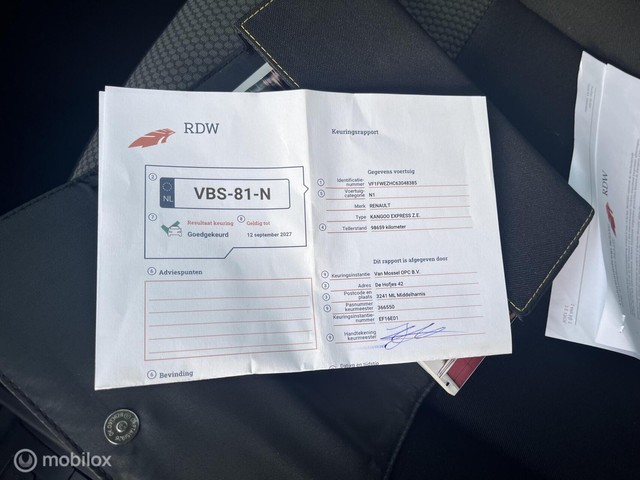 RDW
Keuringsrapport
NL
VBS-81-N
Resultaat keuring
Geldig tot
Goedgekeurd
12 september 2027
Adviespunten
Bevinding
Gegevens voertuig
Identificatie-
nummer VF1FWEZHC63048385
Voertuig-
categorie N1
Merk RENAULT
Type KANGOO EXPRESS Z.E.
Tellerstand 98659 kilometer
Dit rapport is afgegeven door
Keuringsinstantie Van Mossel OPC B.V.
Adres De Hofjes 42
Postcode en
plaats 3241 ML Middelharnis
Pasnummer
keurmeester 366550
Keuringsinstantie-
nummer EF16E01
Handtekening
keurmeester
RDW
mobilox